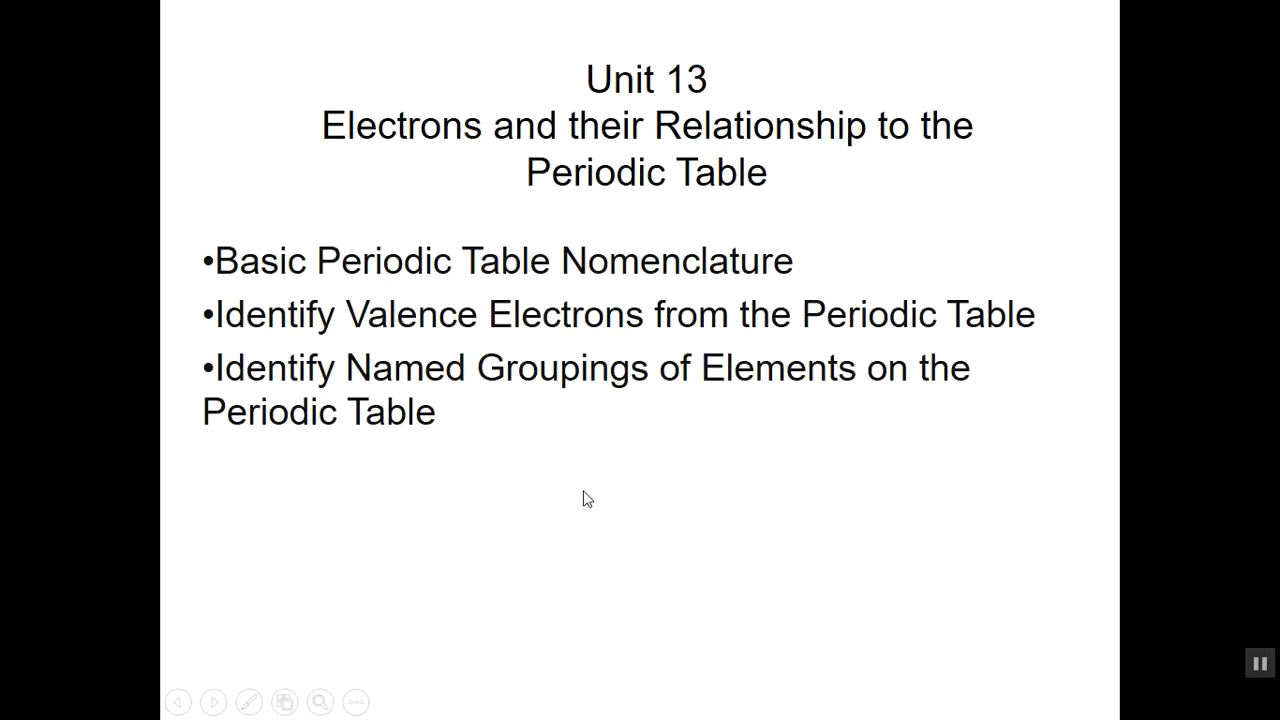 Unit 13
Electrons and their Relationship to the
Periodic Table
•Basic Periodic Table Nomenclature
•Identify Valence Electrons from the Periodic Table
•Identify Named Groupings of Elements on the
Periodic Table